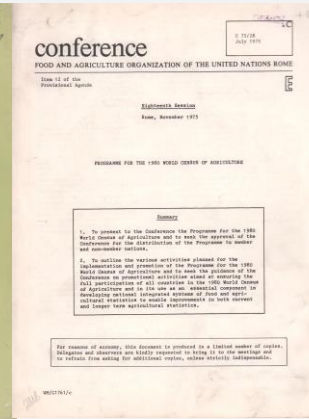 C 75/28
July 1975
conference
FOOD AND AGRICULTURE ORGANIZATION OF THE UNITED NATIONS ROME
Item 12 of the
Provisional Agenda
Eighteenth Session
Rome, November 1975
PROGRAMME FOR THE 1980 WORLD CENSUS OF AGRICULTURE
Summary
1. To present to the Conference the Programme for the 1980
World Census of Agriculture and to seek the approval of the
Conference for the distribution of the Programme to member
and non-member nations.
2. To outline the various activities planned for the
implementation and promotion of the Programme for the 1980
World Census of Agriculture and to seek the guidance of the
Conference on promotional activities aimed at ensuring the
full participation of all countries in the 1980 World Census
of Agriculture and in its use as an essential component in
developing national integrated systems of food and agri-
cultural statistics to enable improvements in both current
and longer term agricultural statistics.
For reasons of economy, this document is produced in a limited number of copies.
Delegates and observers are kindly requested to bring it to the meetings and
to refrain from asking for additional copies, unless strictly indispensable.